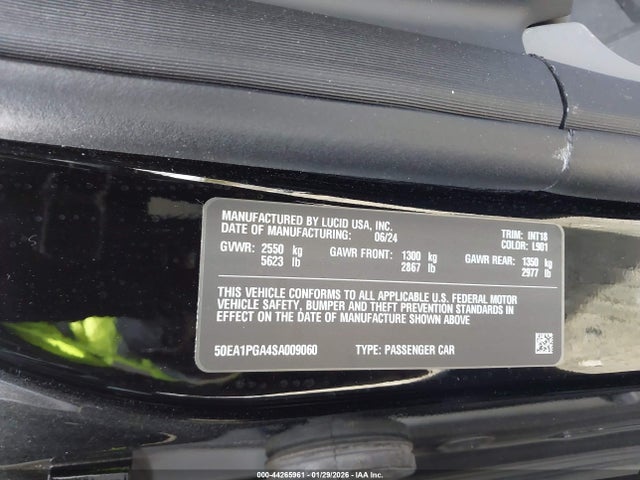 MANUFACTURED BY LUCID USA, INC.
DATE OF MANUFACTURING: 06/24
TRIM: INT18
COLOR: L901
GVWR: 2550 kg GAWR FRONT: 1300 kg GAWR REAR: 1350 kg
5623 lb 2867 lb 2977 lb
THIS VEHICLE CONFORMS TO ALL APPLICABLE U.S. FEDERAL MOTOR
VEHICLE SAFETY, BUMPER AND THEFT PREVENTION STANDARDS IN
EFFECT ON THE DATE OF MANUFACTURE SHOWN ABOVE
50EA1PGA4SA009060 TYPE: PASSENGER CAR
000-44265961 - 01/29/2026 - IAA Inc.